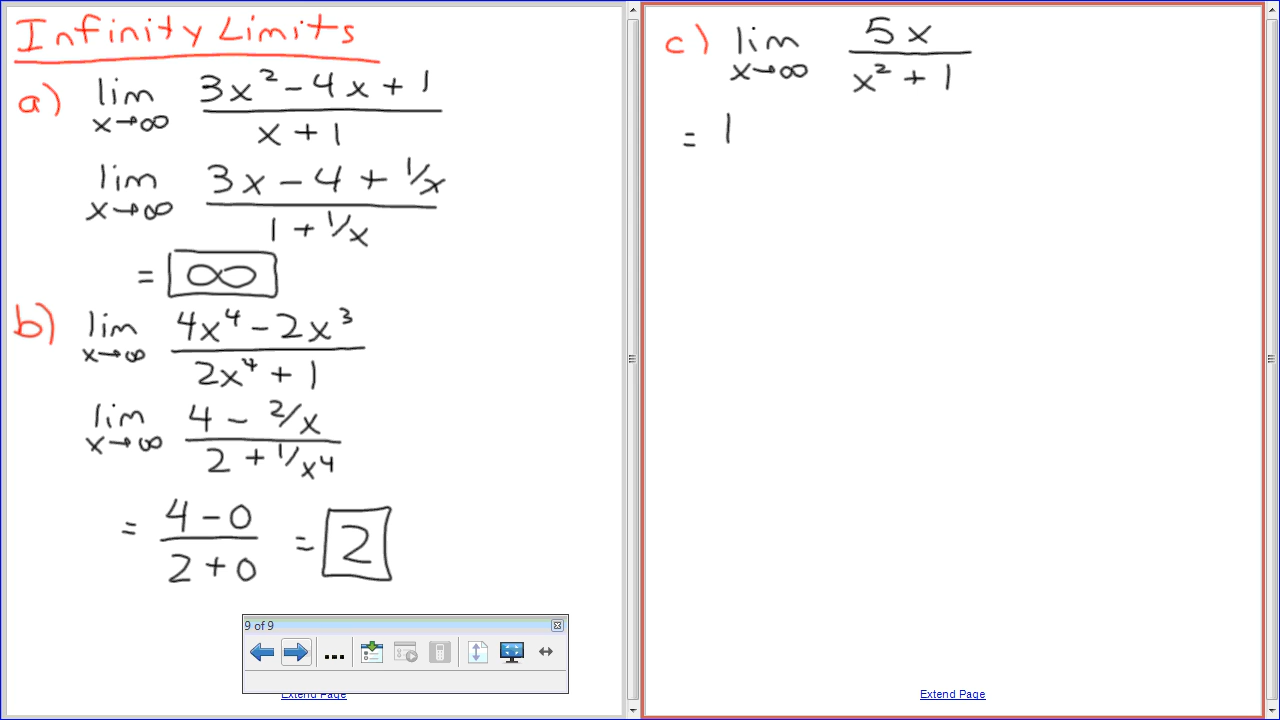 Infinity Limits
a) lim x→∞ (3x² − 4x + 1)/(x + 1)
lim x→∞ (3x − 4 + 1/x)/(1 + 1/x)
= ∞
b) lim x→∞ (4x⁴ − 2x³)/(2x⁴ + 1)
lim x→∞ (4 − 2/x)/(2 + 1/x⁴)
= (4 − 0)/(2 + 0) = 2
9 of 9
...
Extend Page
c) lim x→∞ 5x/(x² + 1)
= l
Extend Page